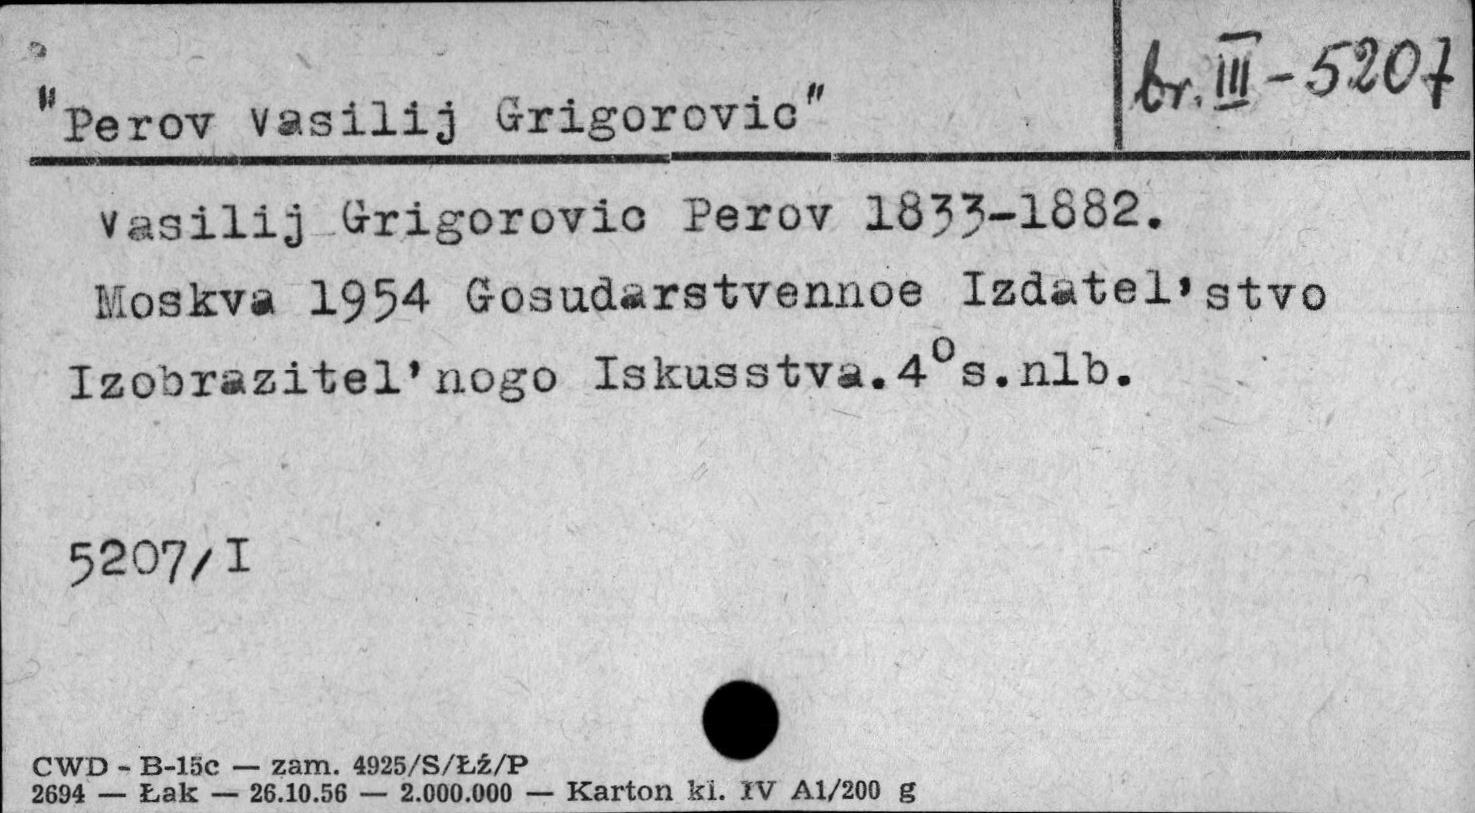 "Perov Vasilij Grigorovic"
br. III-5207
Vasilij Grigorovic Perov 1833-1882.
Moskva 1954 Gosudarstvennoe Izdatel'stvo
Izobrazitel'nogo Iskusstva.4⁰s.nlb.
5207/I
CWD - B-15c — zam. 4925/S/Łź/P
2694 — Łak — 26.10.56 — 2.000.000 — Karton kl. IV A1/200 g